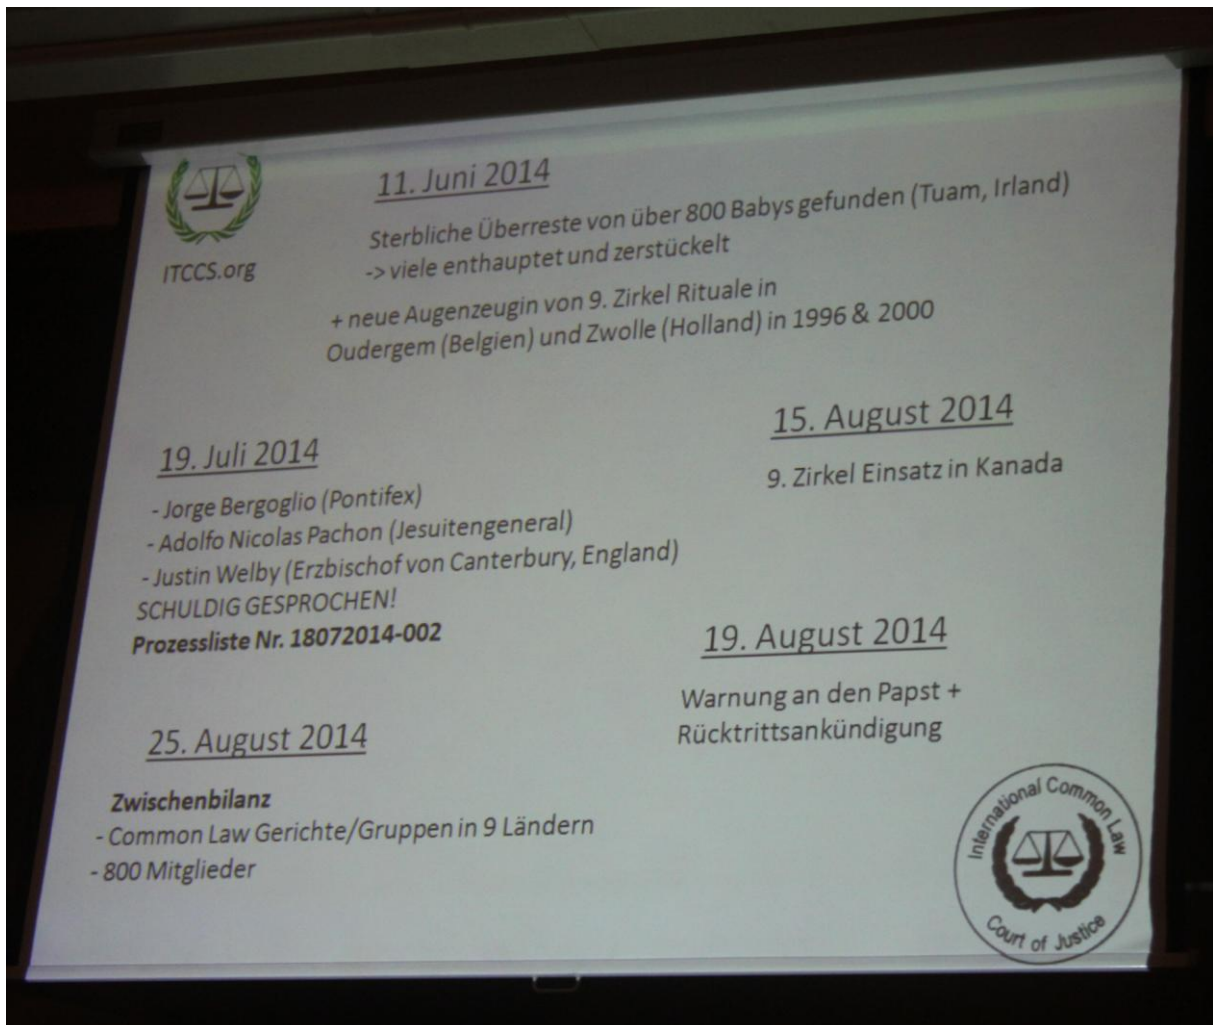 ITCCS.org
11. Juni 2014
Sterbliche Überreste von über 800 Babys gefunden (Tuam, Irland)
-> viele enthauptet und zerstückelt
+ neue Augenzeugin von 9. Zirkel Rituale in
Oudergem (Belgien) und Zwolle (Holland) in 1996 & 2000
19. Juli 2014
- Jorge Bergoglio (Pontifex)
- Adolfo Nicolas Pachon (Jesuitengeneral)
- Justin Welby (Erzbischof von Canterbury, England)
SCHULDIG GESPROCHEN!
Prozessliste Nr. 18072014-002
15. August 2014
9. Zirkel Einsatz in Kanada
19. August 2014
Warnung an den Papst +
Rücktrittsankündigung
25. August 2014
Zwischenbilanz
- Common Law Gerichte/Gruppen in 9 Ländern
- 800 Mitglieder
International Common Law
Court of Justice